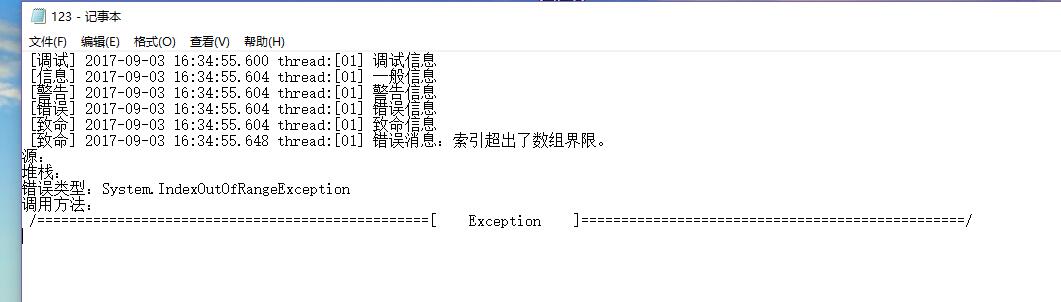 123 - 记事本
文件(F) 编辑(E) 格式(O) 查看(V) 帮助(H)
[调试] 2017-09-03 16:34:55.600 thread:[01] 调试信息
[信息] 2017-09-03 16:34:55.604 thread:[01] 一般信息
[警告] 2017-09-03 16:34:55.604 thread:[01] 警告信息
[错误] 2017-09-03 16:34:55.604 thread:[01] 错误信息
[致命] 2017-09-03 16:34:55.604 thread:[01] 致命信息
[致命] 2017-09-03 16:34:55.648 thread:[01] 错误消息：索引超出了数组界限。
源：
堆栈：
错误类型：System.IndexOutOfRangeException
调用方法：
/=================================================[    Exception    ]================================================/